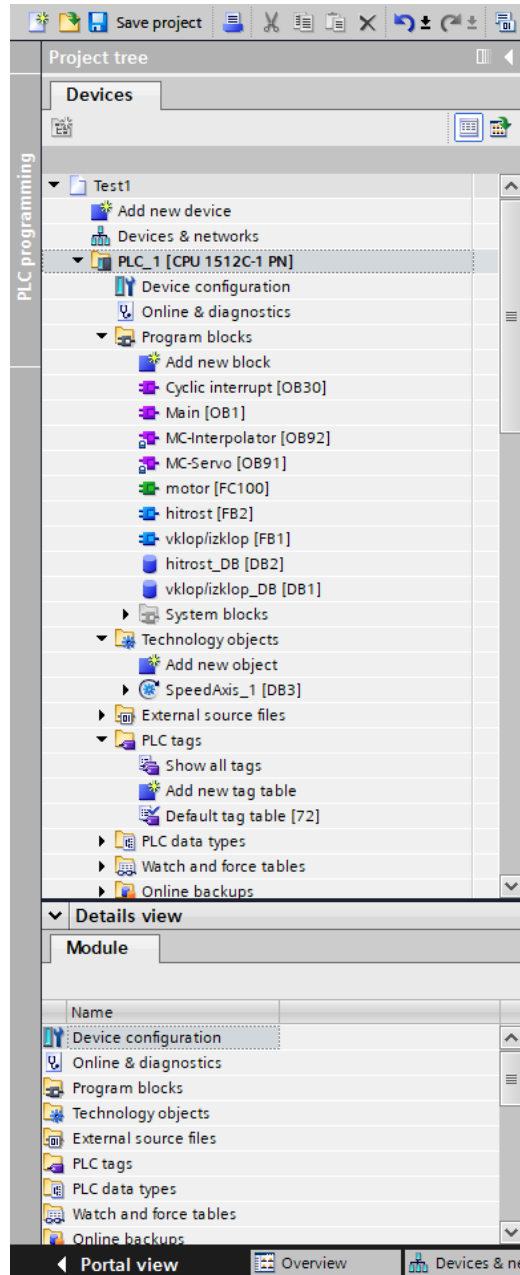 Save project
Project tree
Devices
PLC programming
Test1
Add new device
Devices & networks
PLC_1 [CPU 1512C-1 PN]
Device configuration
Online & diagnostics
Program blocks
Add new block
Cyclic interrupt [OB30]
Main [OB1]
MC-Interpolator [OB92]
MC-Servo [OB91]
motor [FC100]
hitrost [FB2]
vklop/izklop [FB1]
hitrost_DB [DB2]
vklop/izklop_DB [DB1]
System blocks
Technology objects
Add new object
SpeedAxis_1 [DB3]
External source files
PLC tags
Show all tags
Add new tag table
Default tag table [72]
PLC data types
Watch and force tables
Online backups
Details view
Module
Name
Device configuration
Online & diagnostics
Program blocks
Technology objects
External source files
PLC tags
PLC data types
Watch and force tables
Online backups
Portal view Overview Devices & ne